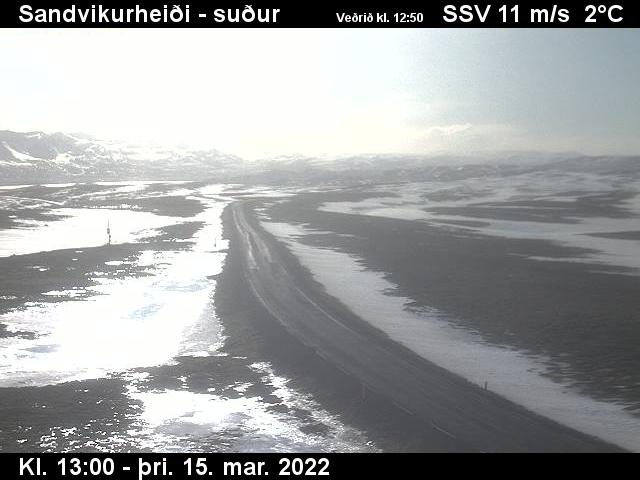 Sandvikurheiði - suður Veðrið kl. 12:50 SSV 11 m/s 2°C
Kl. 13:00 - þri. 15. mar. 2022